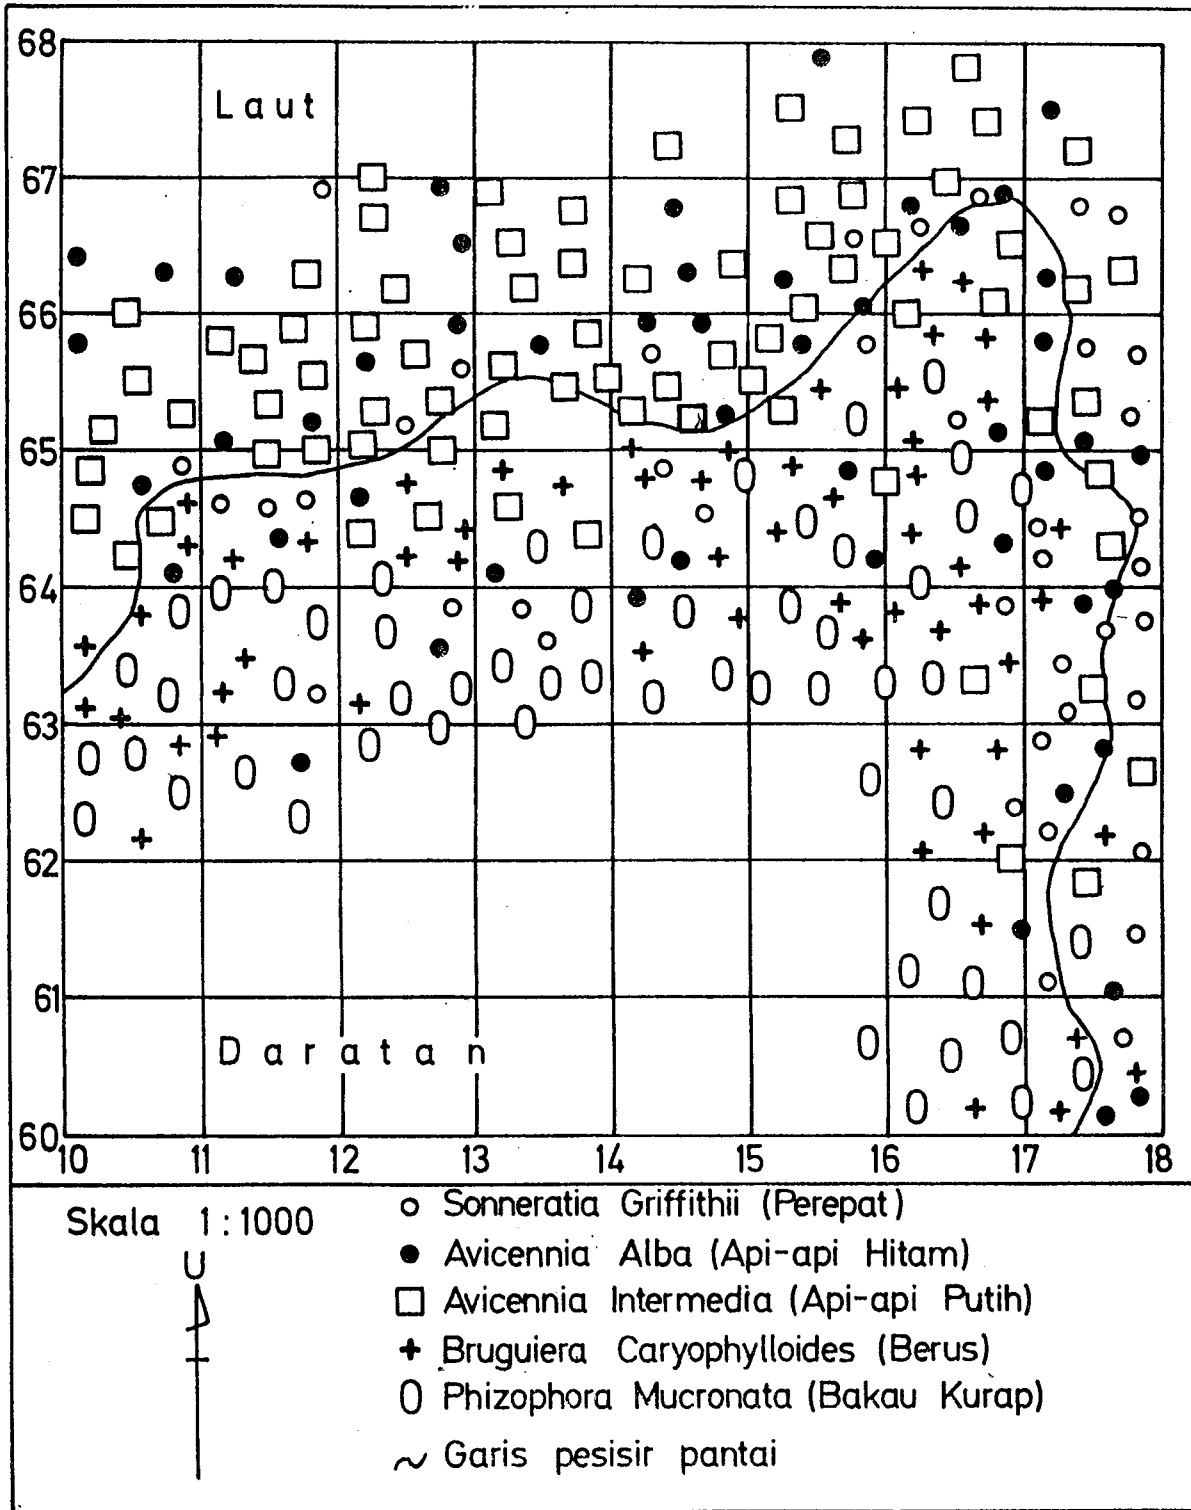 68
Laut
67
66
65
64
63
62
61
Daratan
60
10 11 12 13 14 15 16 17 18
Skala 1:1000
U
Sonneratia Griffithii (Perepat)
Avicennia Alba (Api-api Hitam)
Avicennia Intermedia (Api-api Putih)
Bruguiera Caryophylloides (Berus)
Phizophora Mucronata (Bakau Kurap)
Garis pesisir pantai